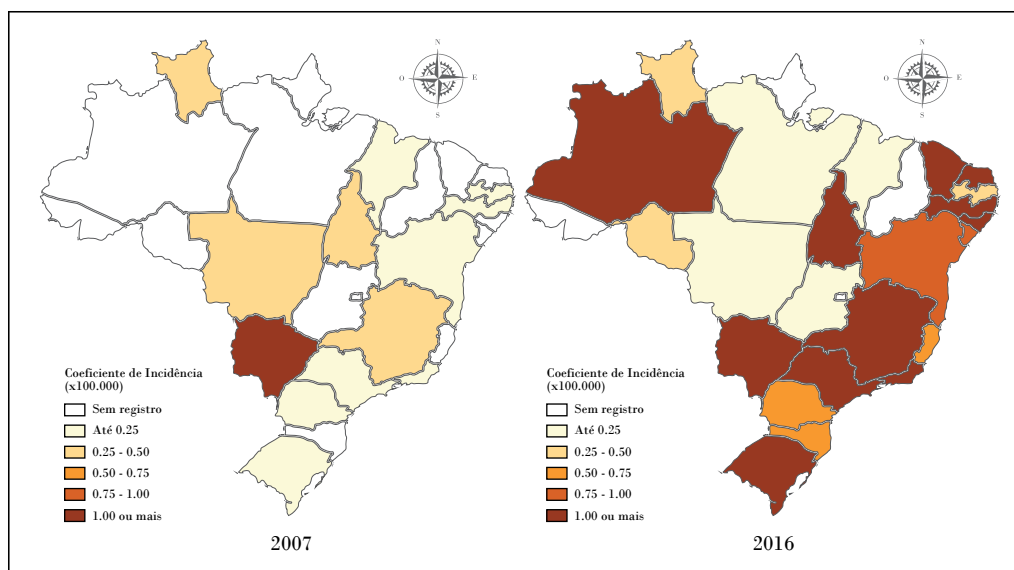 N
O
E
S
Coeficiente de Incidência
(x100.000)
Sem registro
Até 0.25
0.25 - 0.50
0.50 - 0.75
0.75 - 1.00
1.00 ou mais
2007
N
O
E
S
Coeficiente de Incidência
(x100.000)
Sem registro
Até 0.25
0.25 - 0.50
0.50 - 0.75
0.75 - 1.00
1.00 ou mais
2016